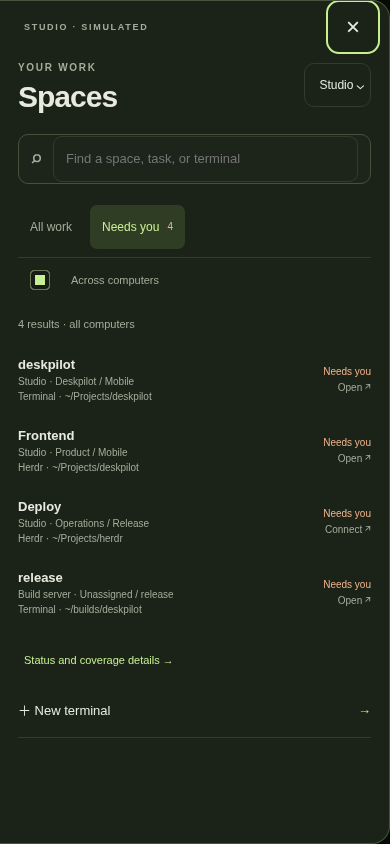 STUDIO · SIMULATED
YOUR WORK
Spaces
Studio
Find a space, task, or terminal
All work
Needs you 4
Across computers
4 results · all computers
deskpilot
Studio · Deskpilot / Mobile
Terminal · ~/Projects/deskpilot
Needs you
Open ↗
Frontend
Studio · Product / Mobile
Herdr · ~/Projects/deskpilot
Needs you
Open ↗
Deploy
Studio · Operations / Release
Herdr · ~/Projects/herdr
Needs you
Connect ↗
release
Build server · Unassigned / release
Terminal · ~/builds/deskpilot
Needs you
Open ↗
Status and coverage details →
+ New terminal →